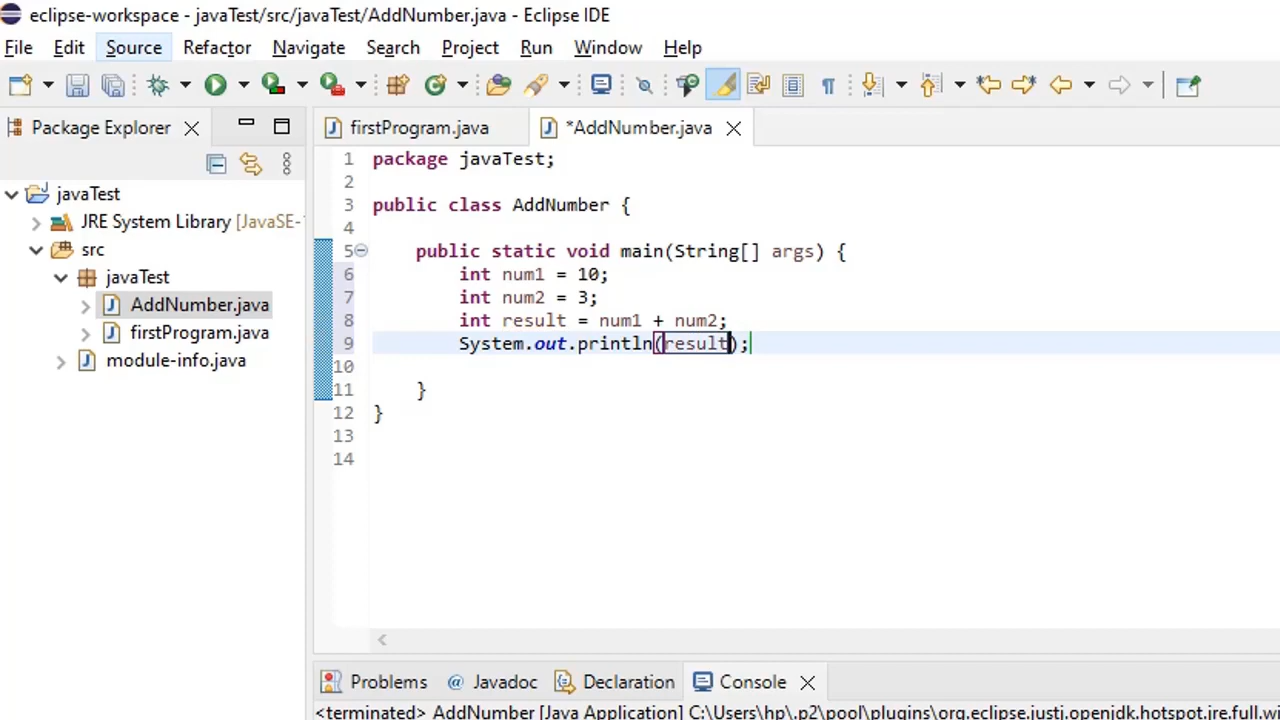 eclipse-workspace - javaTest/src/javaTest/AddNumber.java - Eclipse IDE
File Edit Source Refactor Navigate Search Project Run Window Help
Package Explorer
javaTest
JRE System Library [JavaSE-
src
javaTest
AddNumber.java
firstProgram.java
module-info.java
firstProgram.java *AddNumber.java
1 package javaTest;
2
3 public class AddNumber {
4
5 public static void main(String[] args) {
6 int num1 = 10;
7 int num2 = 3;
8 int result = num1 + num2;
9 System.out.println(result);
10
11 }
12 }
13
14
Problems @ Javadoc Declaration Console
<terminated> AddNumber [Java Application] C:\Users\hp\.p2\pool\plugins\org.eclipse.justj.openjdk.hotspot.jre.full.wi